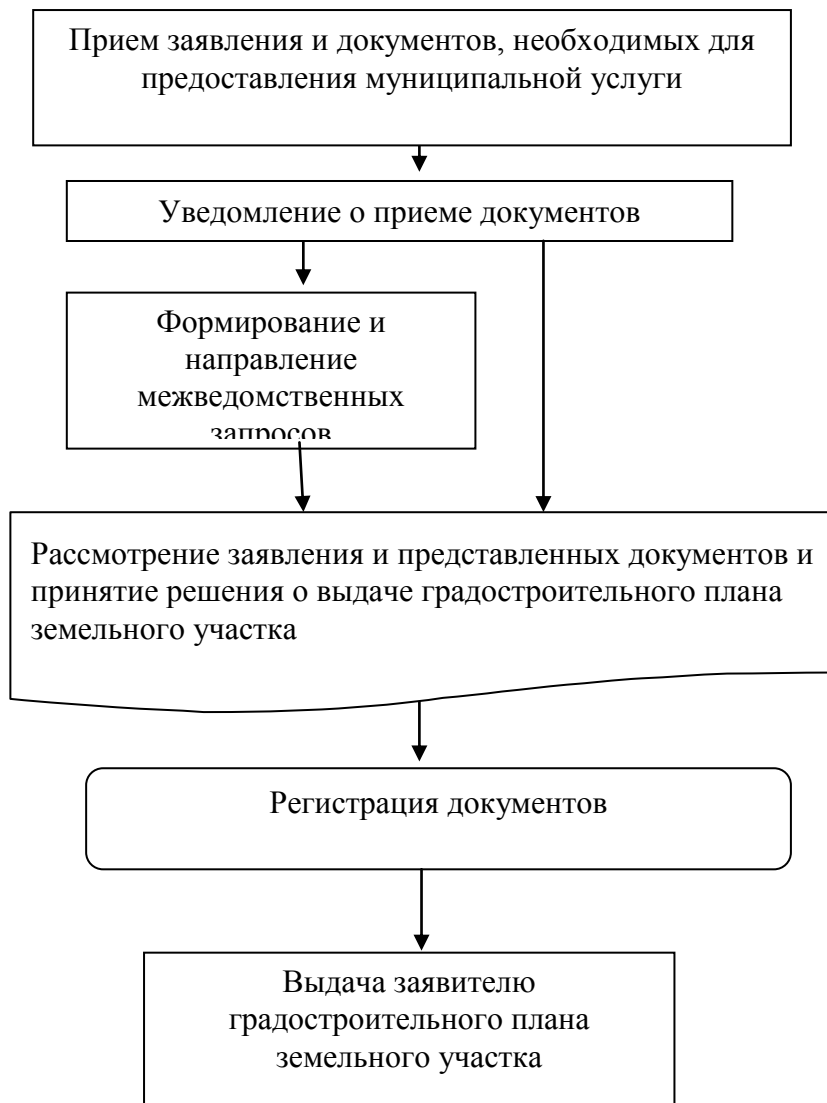 Прием заявления и документов, необходимых для
предоставления муниципальной услуги
Уведомление о приеме документов
Формирование и
направление
межведомственных
запросов
Рассмотрение заявления и представленных документов и
принятие решения о выдаче градостроительного плана
земельного участка
Регистрация документов
Выдача заявителю
градостроительного плана
земельного участка